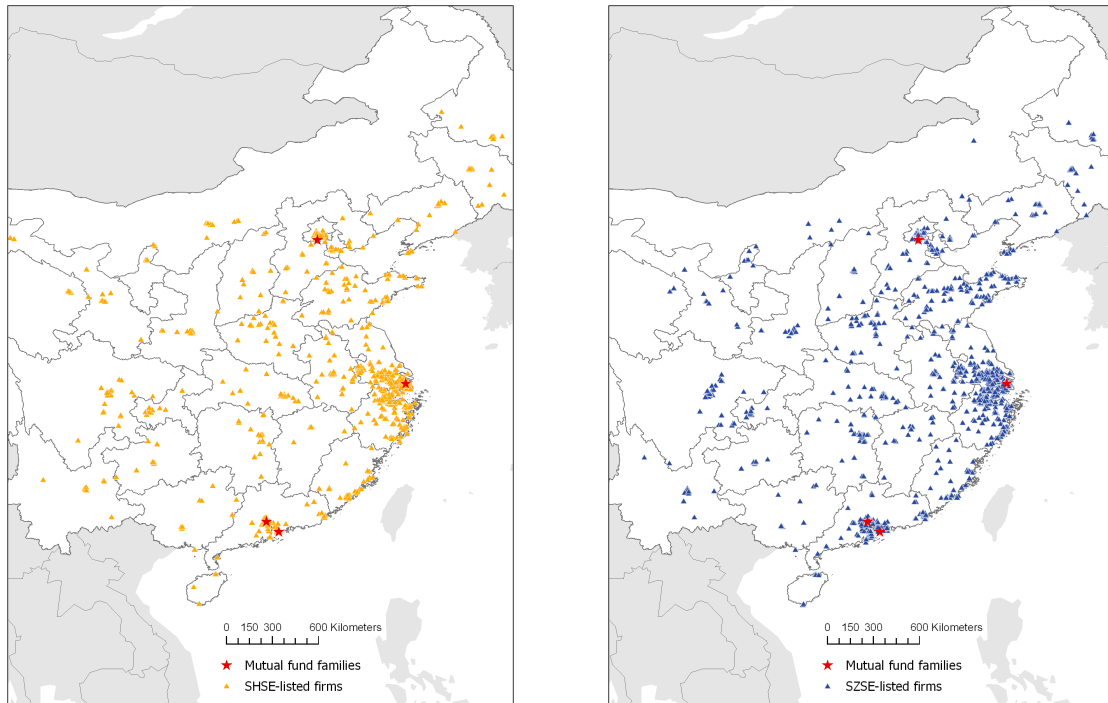 0 150 300 600 Kilometers
Mutual fund families
SHSE-listed firms
0 150 300 600 Kilometers
Mutual fund families
SZSE-listed firms